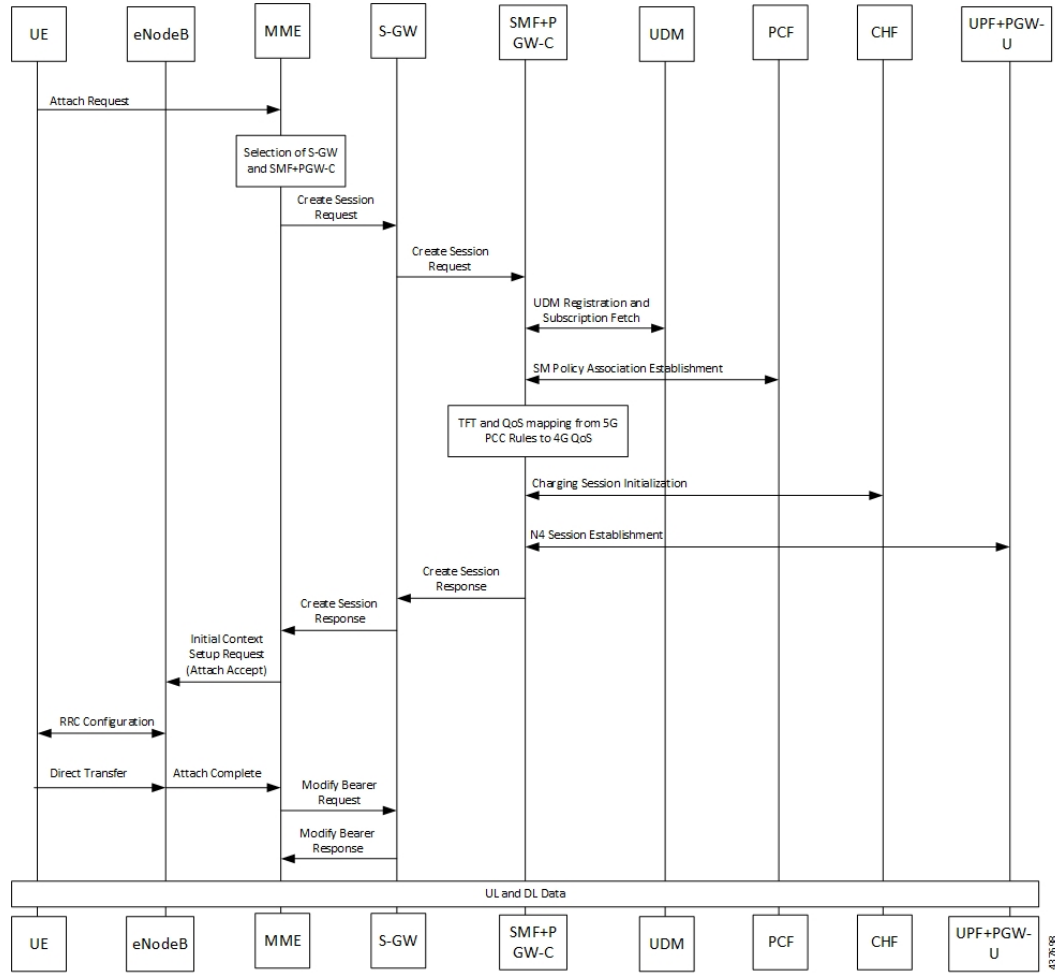 UE
eNodeB
MME
S-GW
SMF+P
GW-C
UDM
PCF
CHF
UPF+PGW-
U
Attach Request
Selection of S-GW
and SMF+PGW-C
Create Session
Request
Create Session
Request
UDM Registration and
Subscription Fetch
SM Policy Association Establishment
TFT and QoS mapping from 5G
PCC Rules to 4G QoS
Charging Session Initialization
N4 Session Establishment
Create Session
Response
Create Session
Response
Initial Context
Setup Request
(Attach Accept)
RRC Configuration
Direct Transfer
Attach Complete
Modify Bearer
Request
Modify Bearer
Response
UL and DL Data
UE
eNodeB
MME
S-GW
SMF+P
GW-C
UDM
PCF
CHF
UPF+PGW-
U
437698